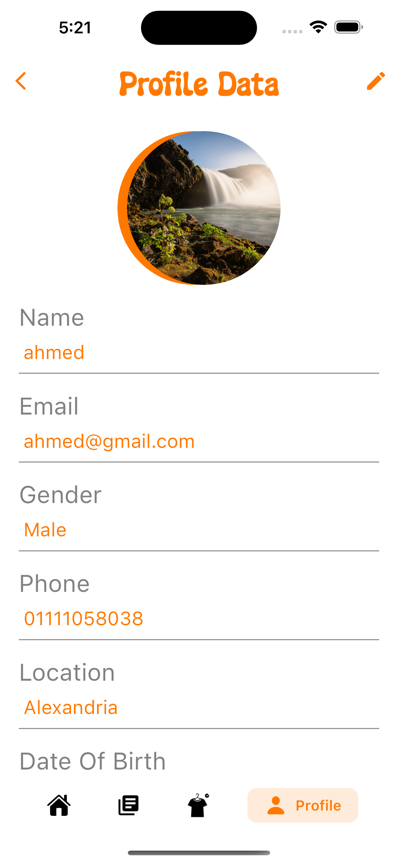 5:21
Profile Data
Name
ahmed
Email
ahmed@gmail.com
Gender
Male
Phone
01111058038
Location
Alexandria
Date Of Birth
Profile